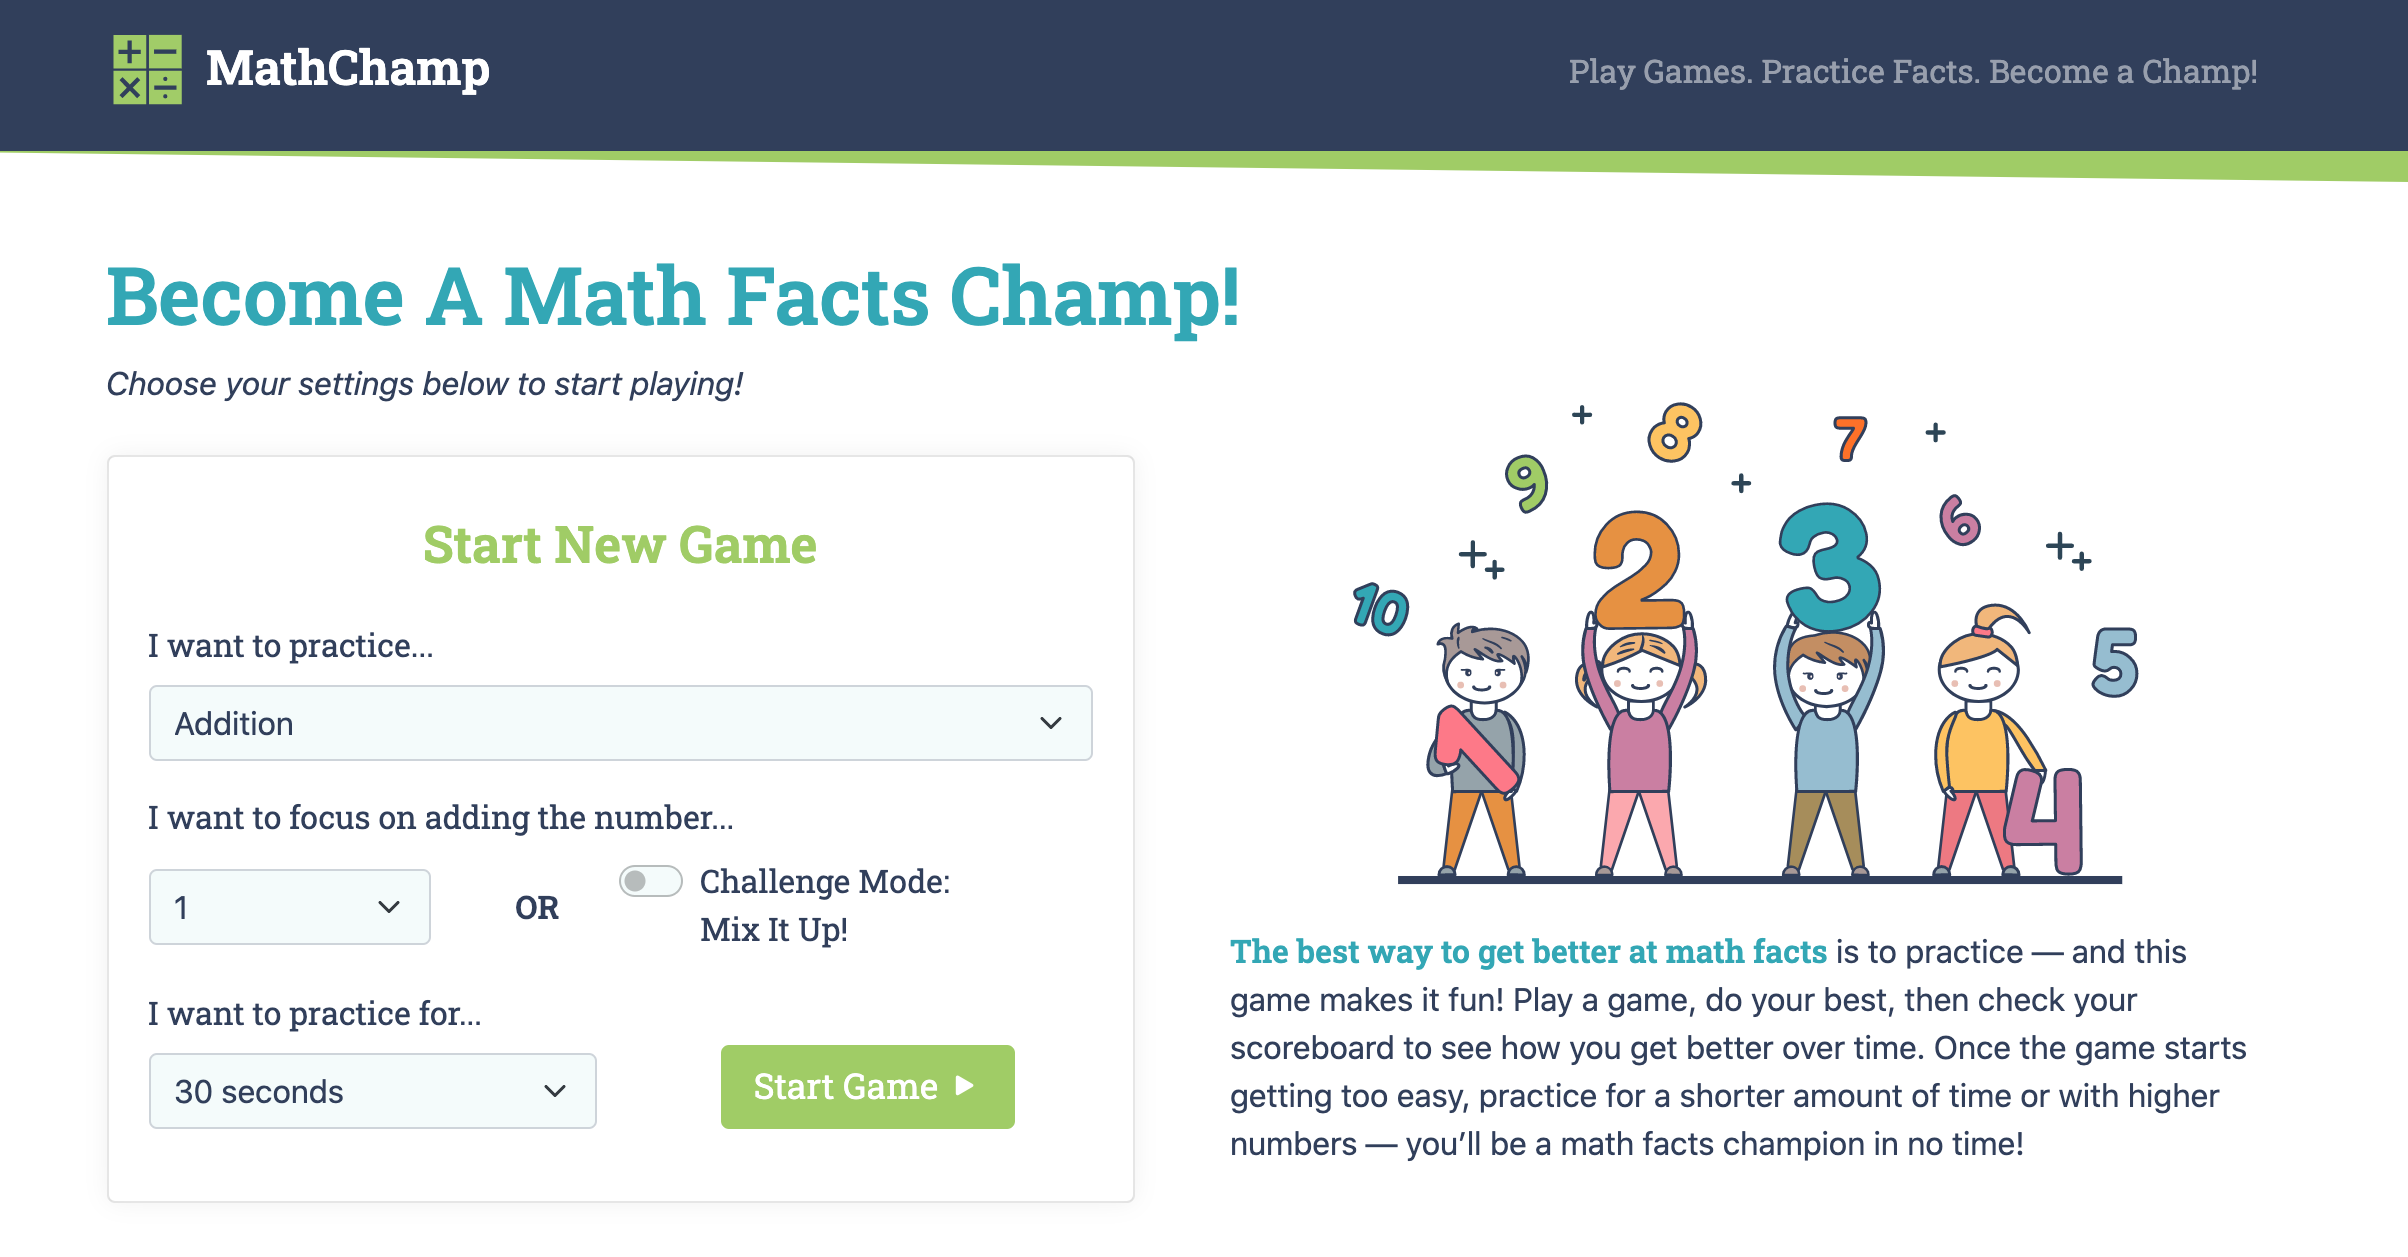 MathChamp
Play Games. Practice Facts. Become a Champ!
Become A Math Facts Champ!
Choose your settings below to start playing!
Start New Game
I want to practice...
Addition
I want to focus on adding the number...
1
OR
Challenge Mode:
Mix It Up!
I want to practice for...
30 seconds
Start Game
10
9
8
7
6
5
1
2
3
4
The best way to get better at math facts is to practice — and this
game makes it fun! Play a game, do your best, then check your
scoreboard to see how you get better over time. Once the game starts
getting too easy, practice for a shorter amount of time or with higher
numbers — you’ll be a math facts champion in no time!